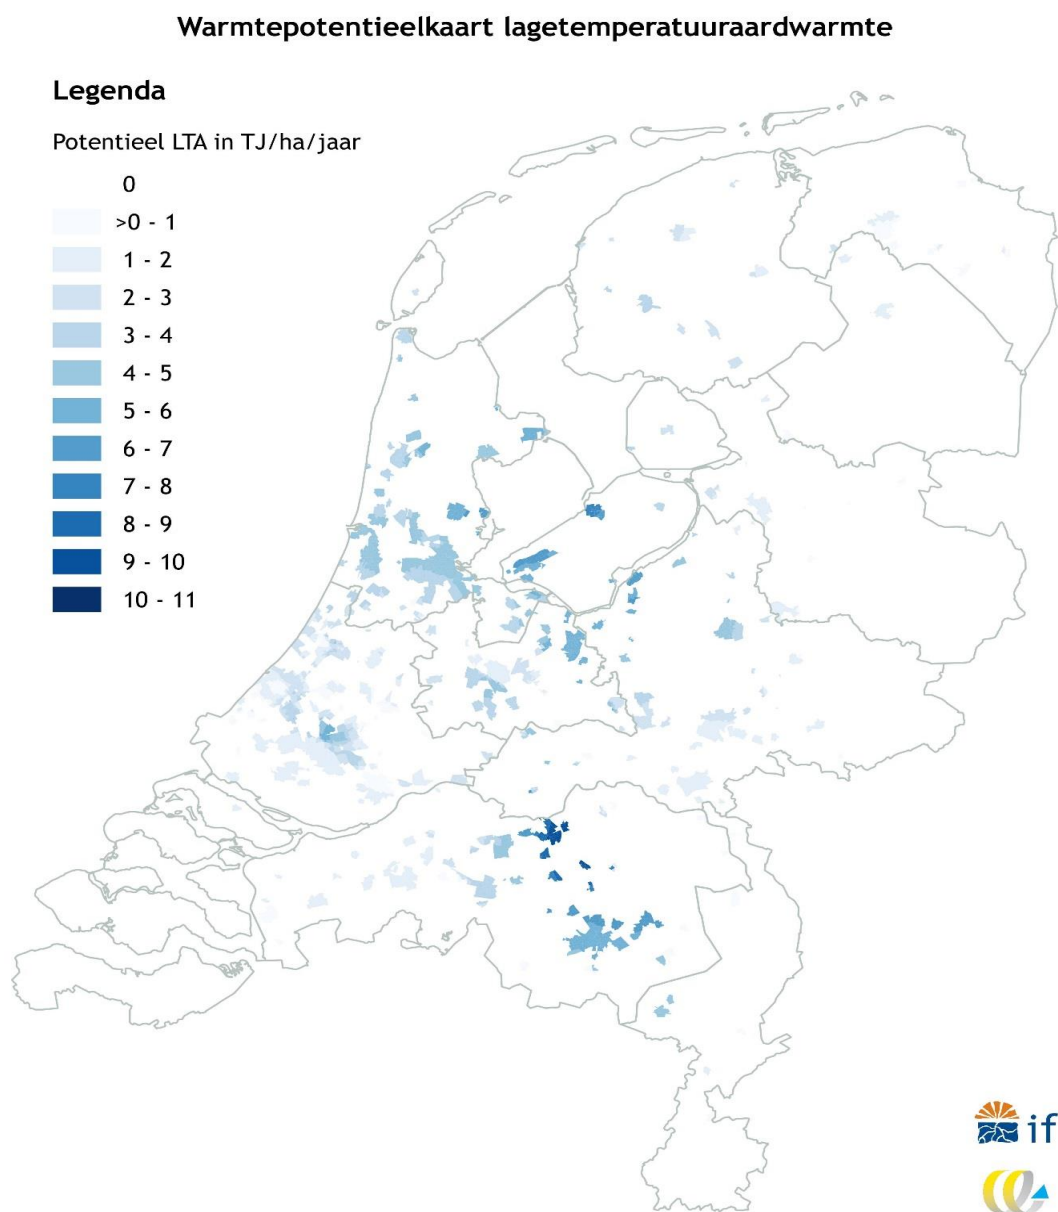 Warmtepotentieelkaart lagetemperatuuraardwarmte
Legenda
Potentieel LTA in TJ/ha/jaar
0
>0 - 1
1 - 2
2 - 3
3 - 4
4 - 5
5 - 6
6 - 7
7 - 8
8 - 9
9 - 10
10 - 11
if